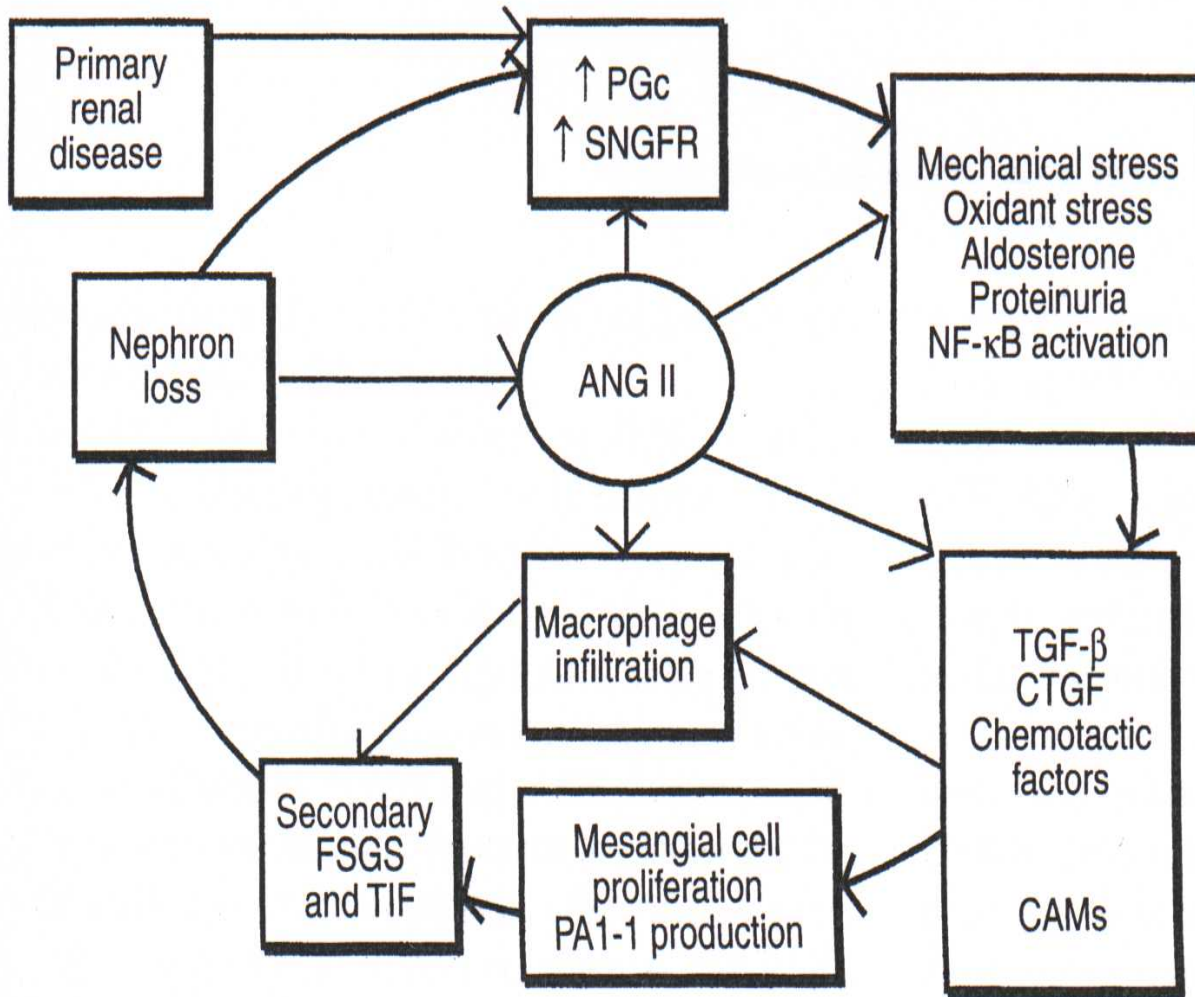 Primary
renal
disease
↑ PGc
↑ SNGFR
Mechanical stress
Oxidant stress
Aldosterone
Proteinuria
NF-κB activation
Nephron
loss
ANG II
Macrophage
infiltration
TGF-β
CTGF
Chemotactic
factors
CAMs
Secondary
FSGS
and TIF
Mesangial cell
proliferation
PA1-1 production